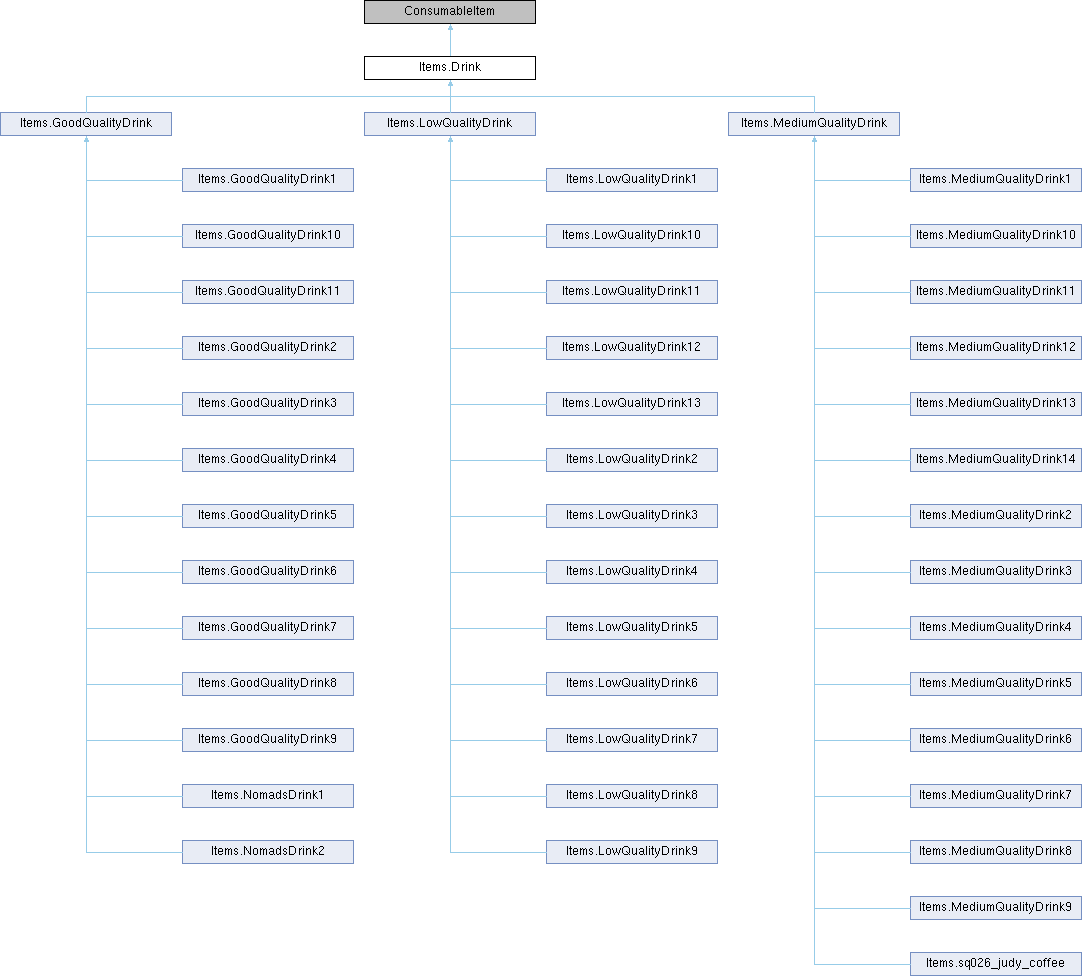 ConsumableItem
Items.Drink
Items.GoodQualityDrink Items.LowQualityDrink Items.MediumQualityDrink
Items.GoodQualityDrink1 Items.LowQualityDrink1 Items.MediumQualityDrink1
Items.GoodQualityDrink10 Items.LowQualityDrink10 Items.MediumQualityDrink10
Items.GoodQualityDrink11 Items.LowQualityDrink11 Items.MediumQualityDrink11
Items.GoodQualityDrink2 Items.LowQualityDrink12 Items.MediumQualityDrink12
Items.GoodQualityDrink3 Items.LowQualityDrink13 Items.MediumQualityDrink13
Items.GoodQualityDrink4 Items.LowQualityDrink2 Items.MediumQualityDrink14
Items.GoodQualityDrink5 Items.LowQualityDrink3 Items.MediumQualityDrink2
Items.GoodQualityDrink6 Items.LowQualityDrink4 Items.MediumQualityDrink3
Items.GoodQualityDrink7 Items.LowQualityDrink5 Items.MediumQualityDrink4
Items.GoodQualityDrink8 Items.LowQualityDrink6 Items.MediumQualityDrink5
Items.GoodQualityDrink9 Items.LowQualityDrink7 Items.MediumQualityDrink6
Items.NomadsDrink1 Items.LowQualityDrink8 Items.MediumQualityDrink7
Items.NomadsDrink2 Items.LowQualityDrink9 Items.MediumQualityDrink8
Items.MediumQualityDrink9
Items.sq026_judy_coffee